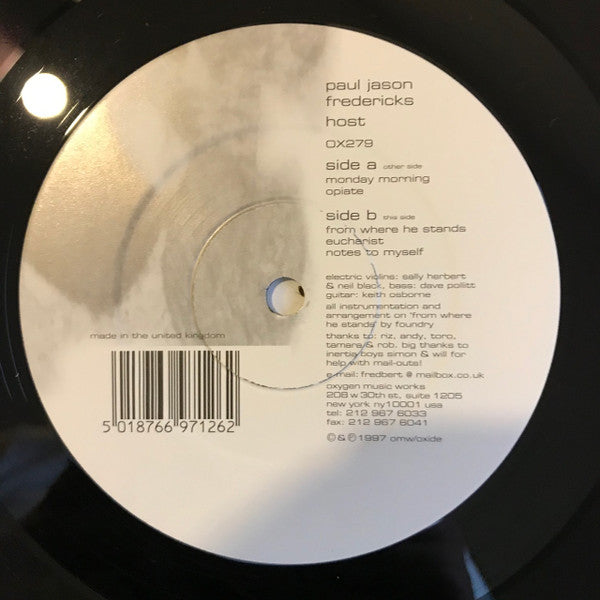 paul jason
fredericks
host
OX279
side a other side
monday morning
opiate
side b this side
from where he stands
eucharist
notes to myself
electric violins: sally herbert
& neil black, bass: dave pollitt
guitar: keith osborne
all instrumentation and
arrangement on 'from where
he stands' by foundry
thanks to: riz, andy, toro,
tamara & rob. big thanks to
inertia boys simon & will for
help with mail-outs!
e-mail: fredbert @ mailbox.co.uk
oxygen music works
208 w 30th st, suite 1205
new york ny10001 usa
tel: 212 967 6033
fax: 212 967 6041
© & ℗ 1997 omw/oxide
made in the united kingdom
5 018766 971262